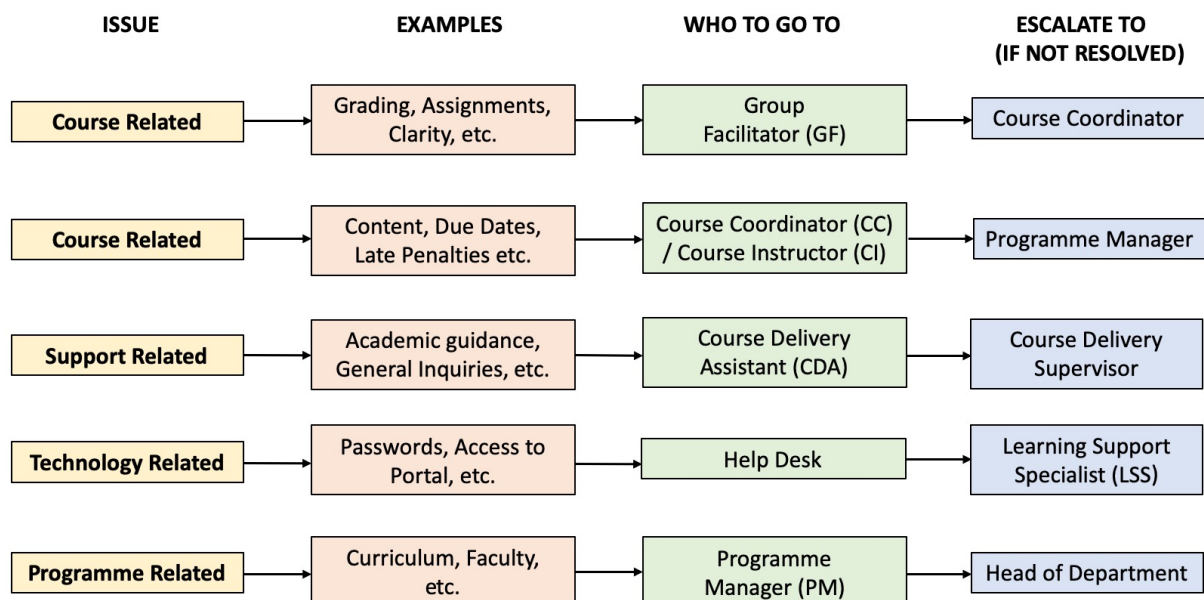 ISSUE
EXAMPLES
WHO TO GO TO
ESCALATE TO
(IF NOT RESOLVED)
Course Related
Grading, Assignments,
Clarity, etc.
Group
Facilitator (GF)
Course Coordinator
Course Related
Content, Due Dates,
Late Penalties etc.
Course Coordinator (CC)
/ Course Instructor (CI)
Programme Manager
Support Related
Academic guidance,
General Inquiries, etc.
Course Delivery
Assistant (CDA)
Course Delivery
Supervisor
Technology Related
Passwords, Access to
Portal, etc.
Help Desk
Learning Support
Specialist (LSS)
Programme Related
Curriculum, Faculty,
etc.
Programme
Manager (PM)
Head of Department